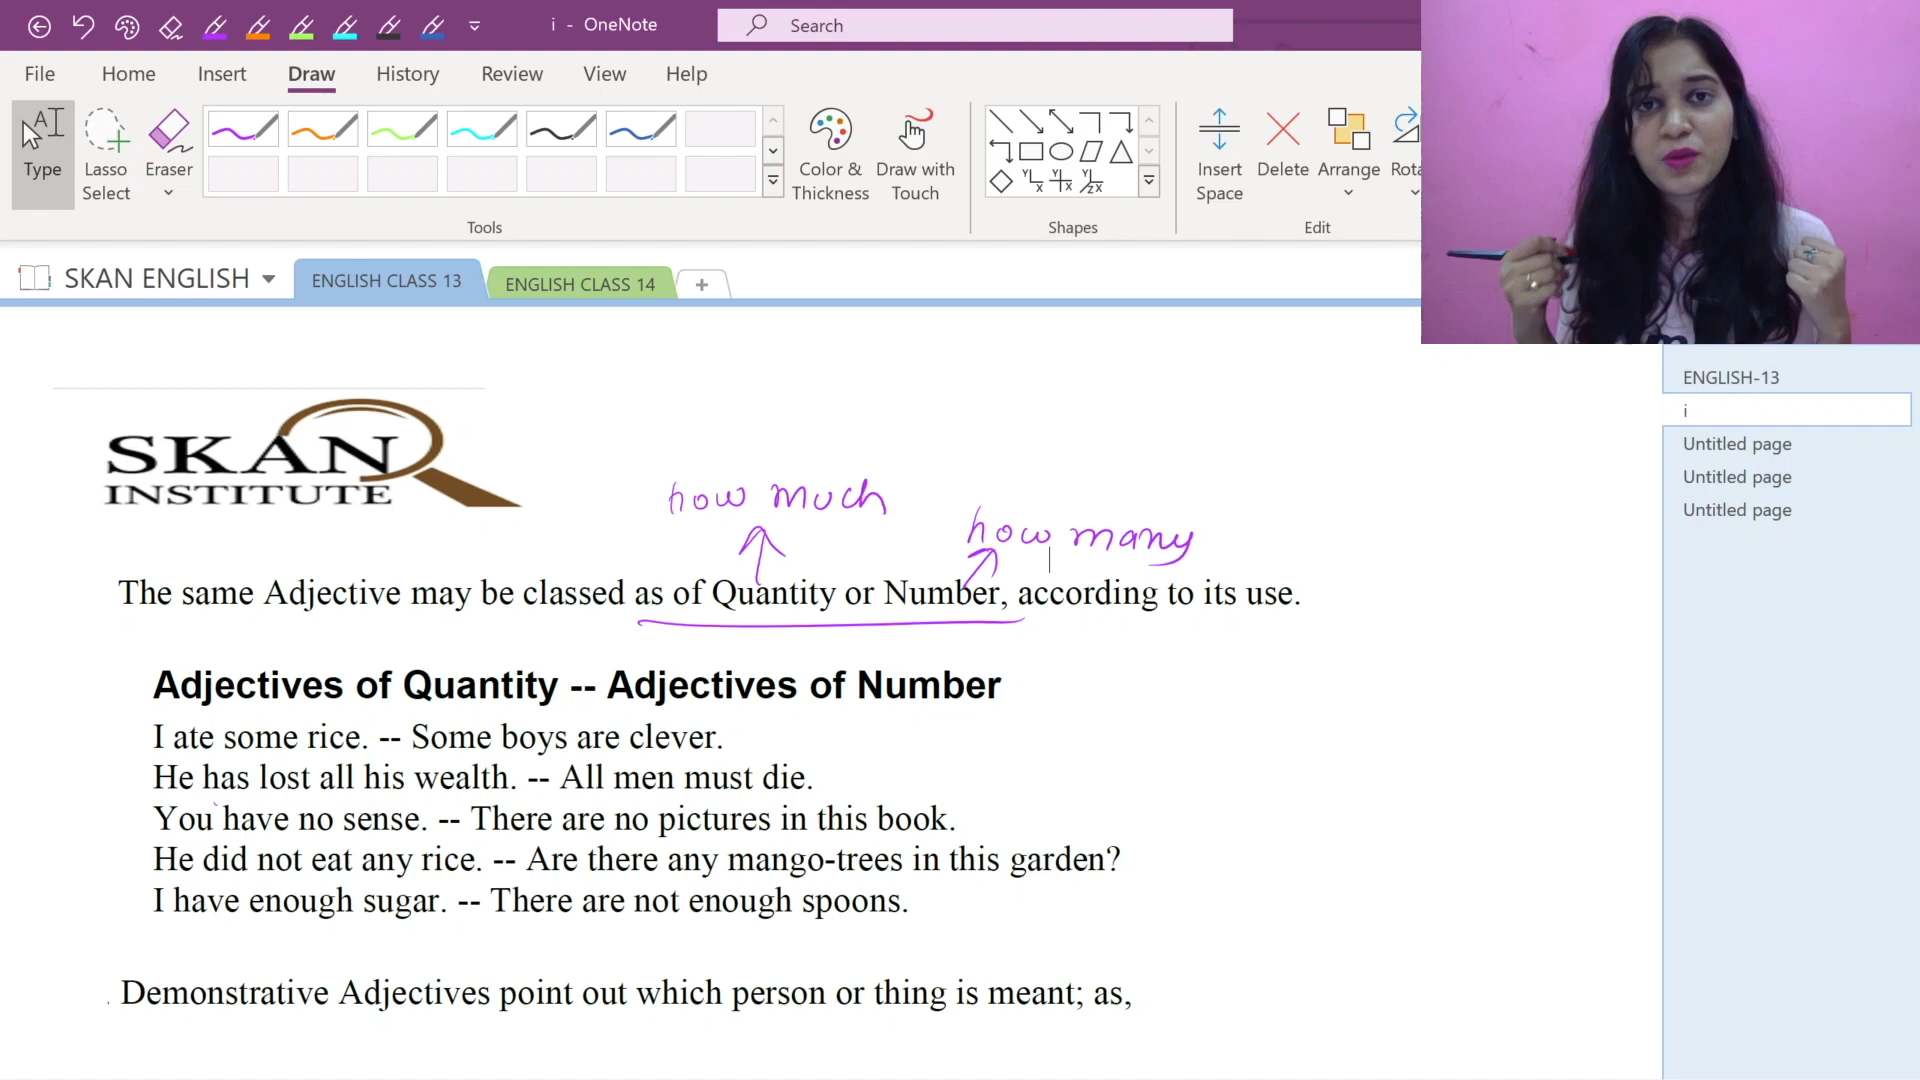 i - OneNote
Search
File Home Insert Draw History Review View Help
Type
Lasso Select
Eraser
Color & Thickness
Draw with Touch
Insert Space
Delete
Arrange
Tools
Shapes
Edit
SKAN ENGLISH
ENGLISH CLASS 13
ENGLISH CLASS 14
ENGLISH-13
i
Untitled page
Untitled page
Untitled page
SKAN
INSTITUTE
how much
how many
The same Adjective may be classed as of Quantity or Number, according to its use.
Adjectives of Quantity -- Adjectives of Number
I ate some rice. -- Some boys are clever.
He has lost all his wealth. -- All men must die.
You have no sense. -- There are no pictures in this book.
He did not eat any rice. -- Are there any mango-trees in this garden?
I have enough sugar. -- There are not enough spoons.
. Demonstrative Adjectives point out which person or thing is meant; as,